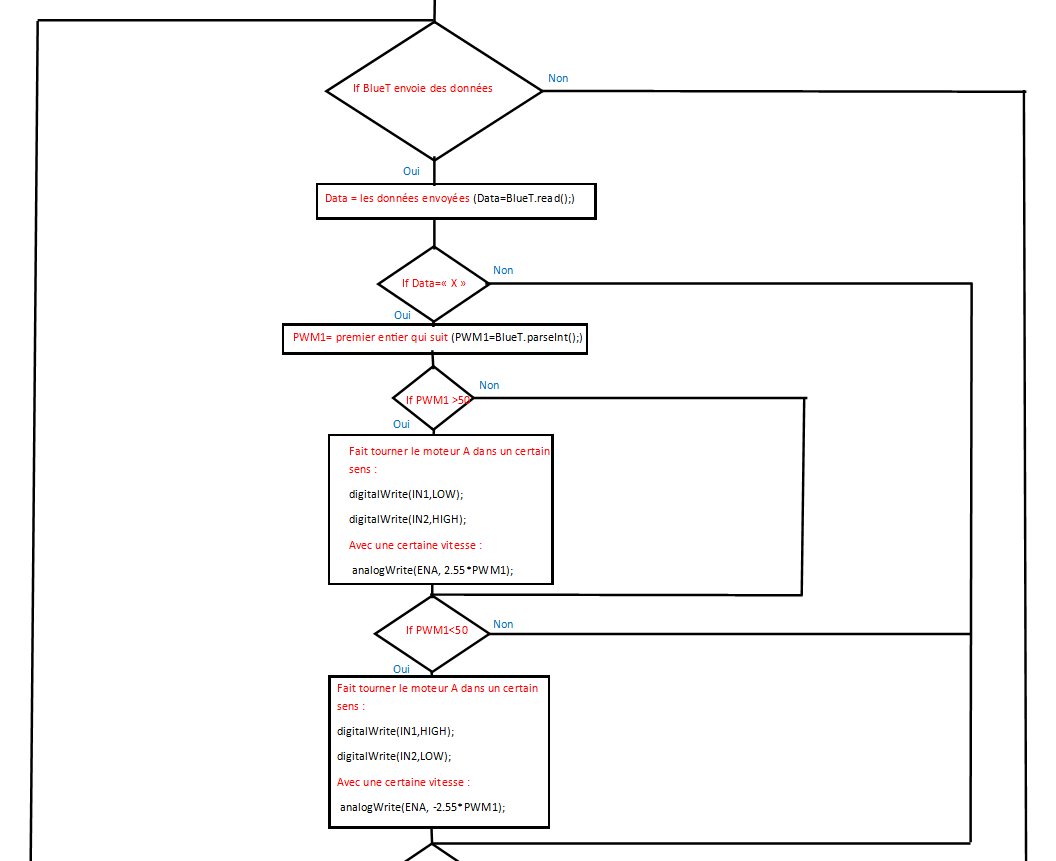 If BlueT envoie des données
Non
Oui
Data = les données envoyées (Data=BlueT.read();)
If Data=« X »
Non
Oui
PWM1= premier entier qui suit (PWM1=BlueT.parseInt();)
Non
If PWM1 >50
Oui
Fait tourner le moteur A dans un certain
sens :
digitalWrite(IN1,LOW);
digitalWrite(IN2,HIGH);
Avec une certaine vitesse :
analogWrite(ENA, 2.55*PWM1);
Non
If PWM1<50
Oui
Fait tourner le moteur A dans un certain
sens :
digitalWrite(IN1,HIGH);
digitalWrite(IN2,LOW);
Avec une certaine vitesse :
analogWrite(ENA, -2.55*PWM1);